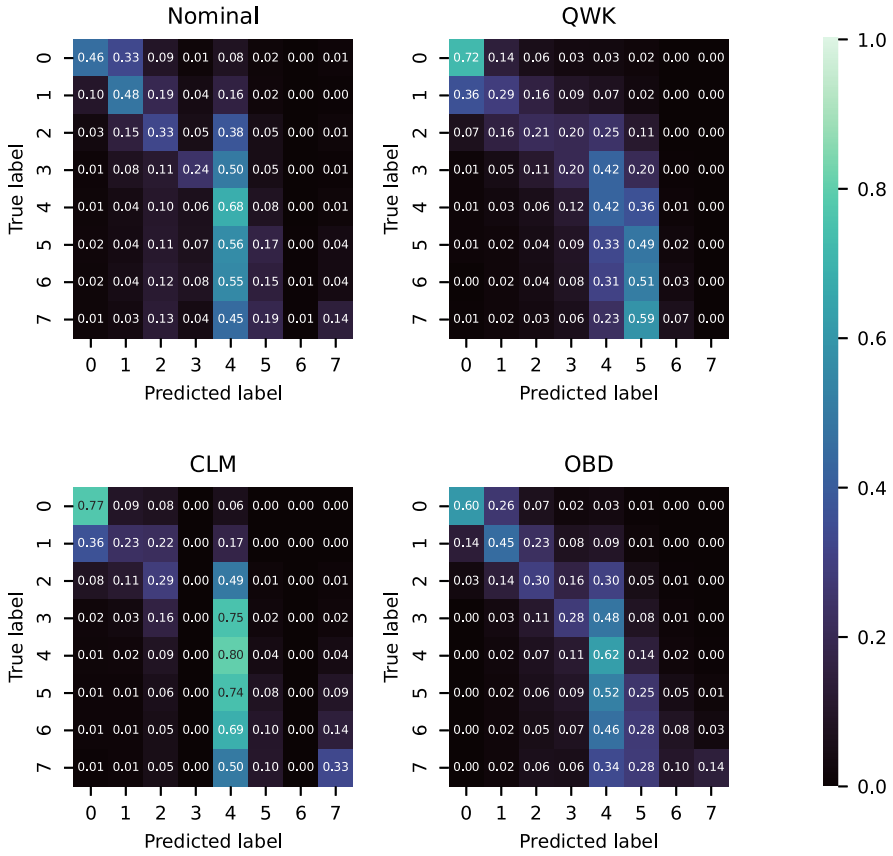 Nominal
True label
0 0.46 0.33 0.09 0.01 0.08 0.02 0.00 0.01
1 0.10 0.48 0.19 0.04 0.16 0.02 0.00 0.01
2 0.03 0.15 0.33 0.05 0.38 0.05 0.00 0.01
3 0.01 0.08 0.11 0.24 0.50 0.05 0.00 0.01
4 0.01 0.04 0.10 0.06 0.68 0.08 0.00 0.01
5 0.02 0.04 0.11 0.07 0.56 0.17 0.00 0.04
6 0.02 0.04 0.12 0.08 0.55 0.15 0.01 0.04
7 0.01 0.03 0.13 0.04 0.45 0.19 0.01 0.14
0 1 2 3 4 5 6 7
Predicted label
QWK
True label
0 0.72 0.14 0.06 0.03 0.03 0.02 0.00 0.00
1 0.36 0.29 0.16 0.09 0.07 0.02 0.00 0.00
2 0.07 0.16 0.21 0.20 0.25 0.11 0.00 0.00
3 0.01 0.05 0.11 0.20 0.42 0.20 0.00 0.00
4 0.01 0.03 0.06 0.12 0.42 0.36 0.01 0.00
5 0.01 0.02 0.04 0.09 0.33 0.49 0.02 0.00
6 0.00 0.02 0.04 0.08 0.31 0.51 0.03 0.00
7 0.01 0.02 0.03 0.06 0.23 0.59 0.07 0.00
0 1 2 3 4 5 6 7
Predicted label
CLM
True label
0 0.77 0.09 0.08 0.00 0.06 0.00 0.00 0.00
1 0.36 0.23 0.22 0.00 0.17 0.00 0.00 0.00
2 0.08 0.11 0.29 0.00 0.49 0.01 0.00 0.01
3 0.02 0.03 0.16 0.00 0.75 0.02 0.00 0.02
4 0.01 0.02 0.09 0.00 0.80 0.04 0.00 0.04
5 0.01 0.01 0.06 0.00 0.74 0.08 0.00 0.09
6 0.01 0.01 0.05 0.00 0.69 0.10 0.00 0.14
7 0.01 0.01 0.05 0.00 0.50 0.10 0.00 0.33
0 1 2 3 4 5 6 7
Predicted label
OBD
True label
0 0.60 0.26 0.07 0.02 0.03 0.01 0.00 0.00
1 0.14 0.45 0.23 0.08 0.09 0.01 0.00 0.00
2 0.03 0.14 0.30 0.16 0.30 0.05 0.01 0.00
3 0.00 0.03 0.11 0.28 0.48 0.08 0.01 0.00
4 0.00 0.02 0.07 0.11 0.62 0.14 0.02 0.00
5 0.00 0.02 0.06 0.09 0.52 0.25 0.05 0.01
6 0.00 0.02 0.05 0.07 0.46 0.28 0.08 0.03
7 0.00 0.02 0.06 0.06 0.34 0.28 0.10 0.14
0 1 2 3 4 5 6 7
Predicted label
1.0
0.8
0.6
0.4
0.2
0.0